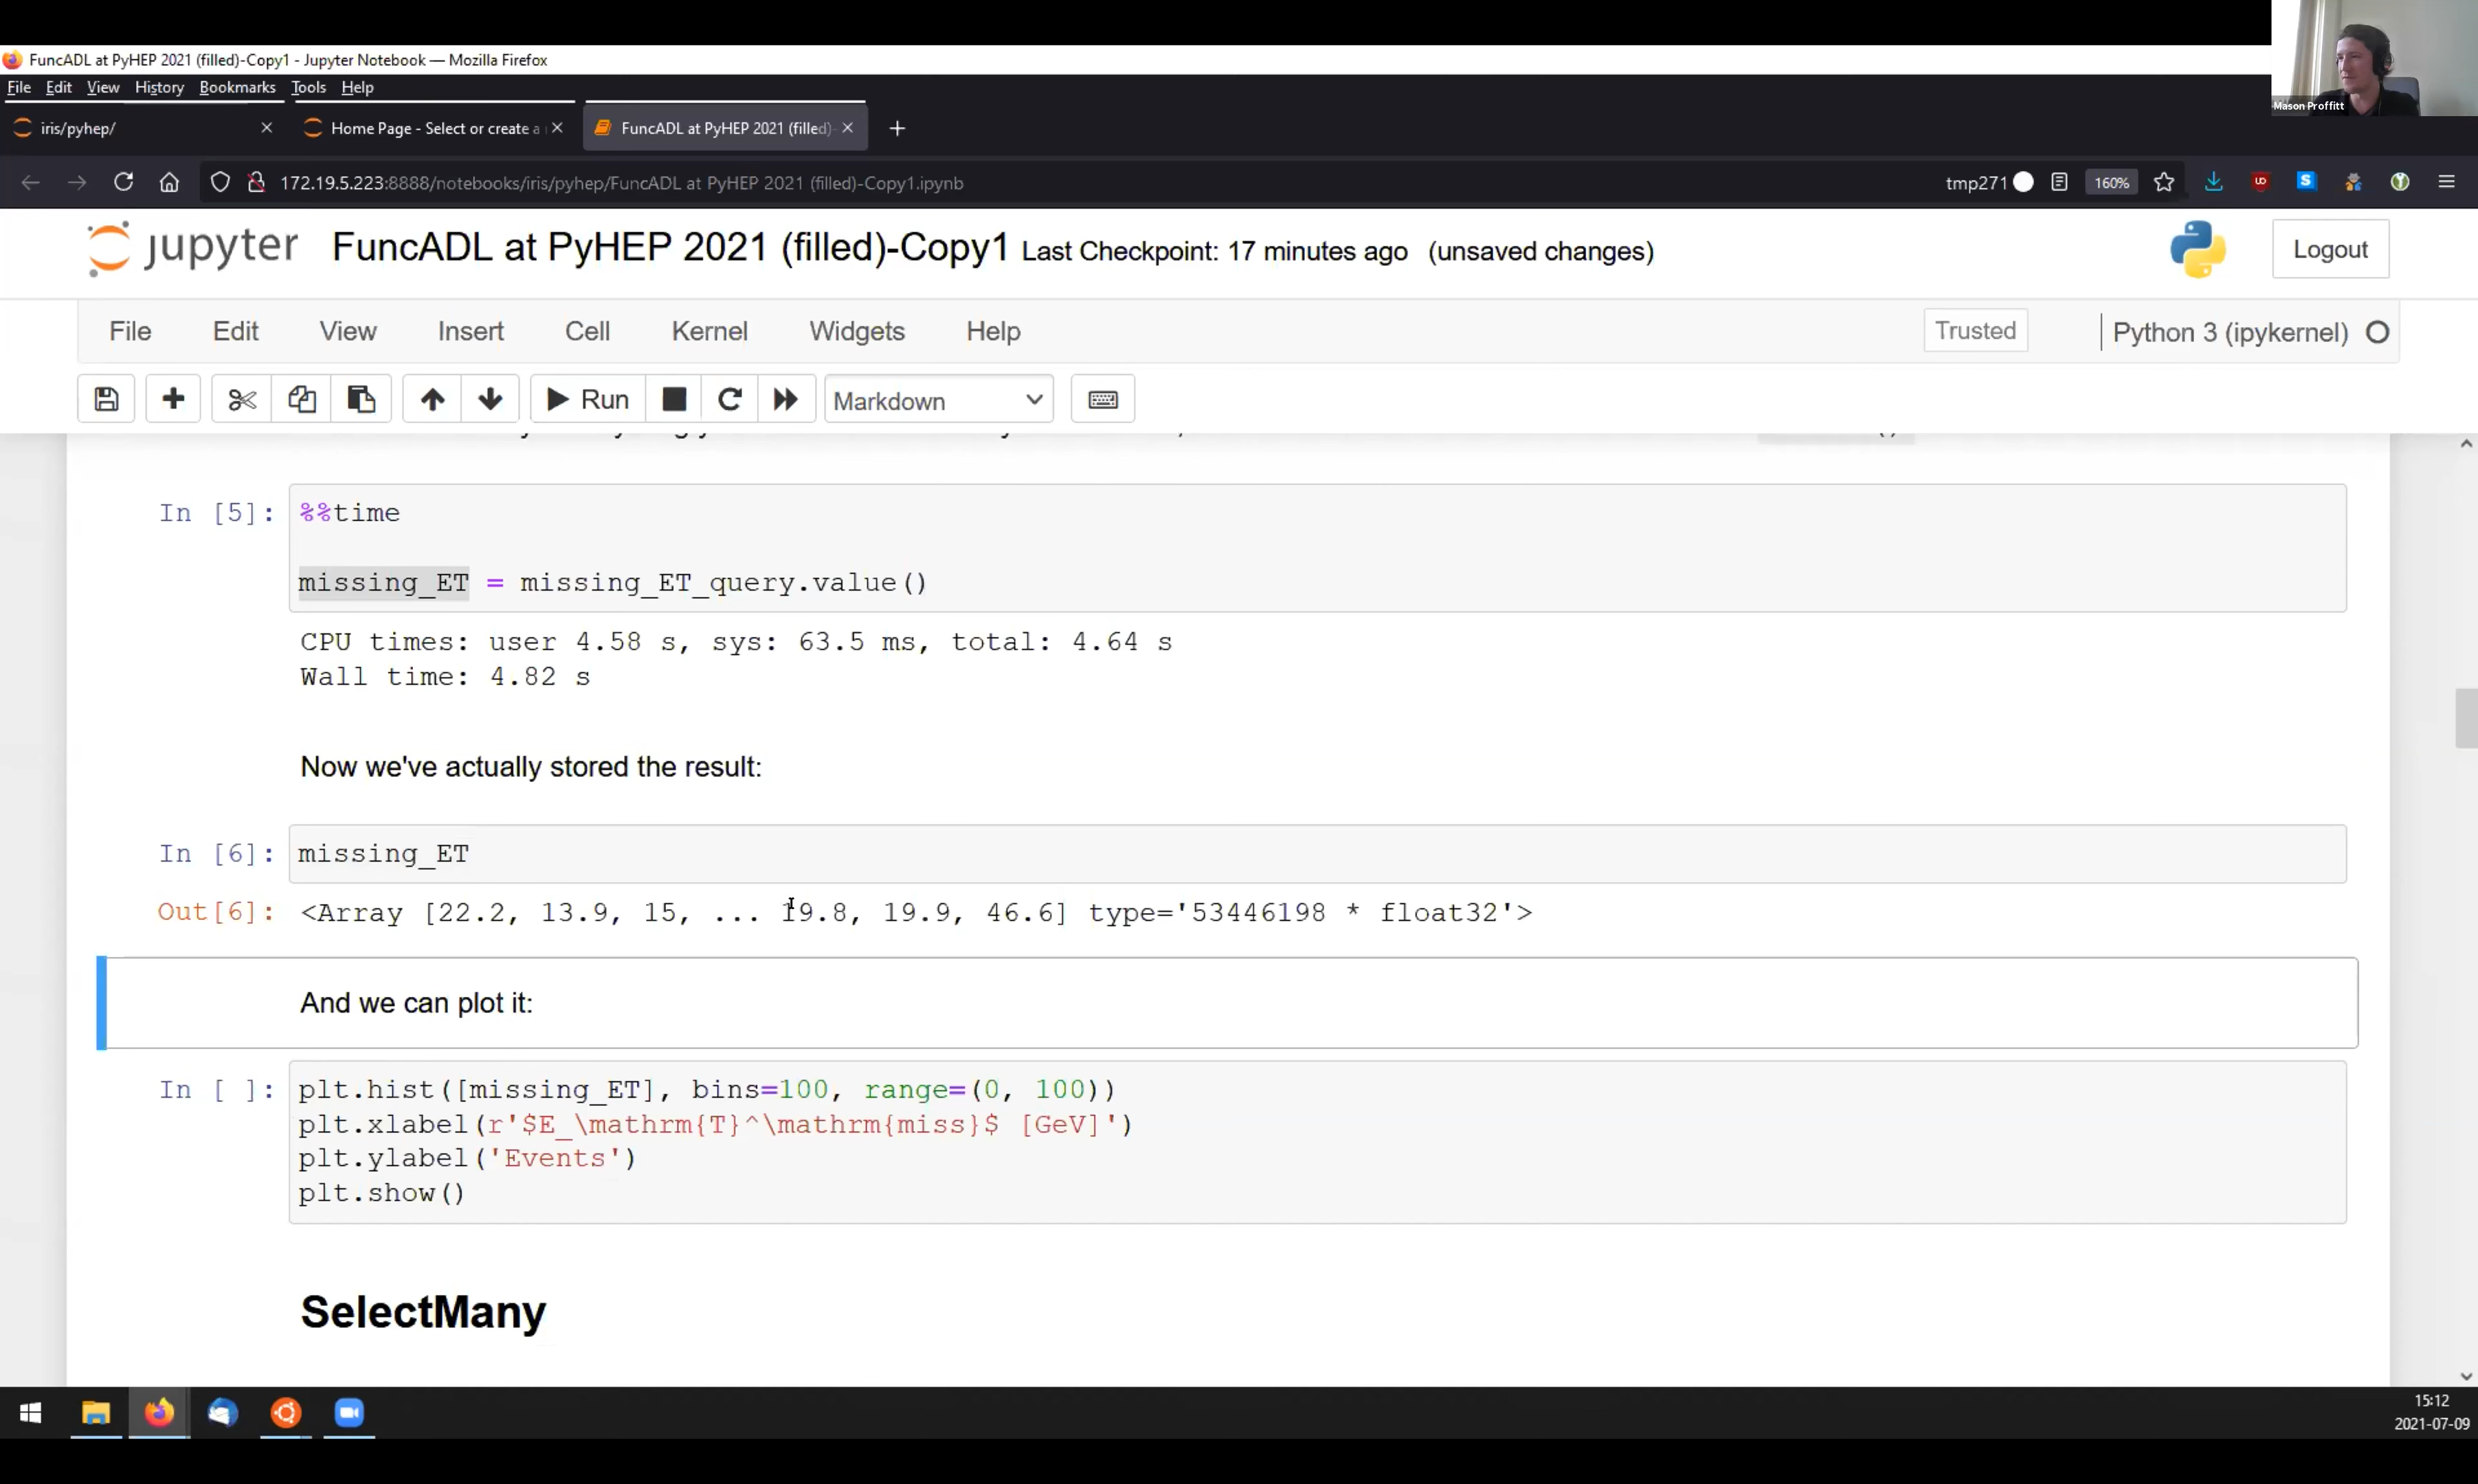 FuncADL at PyHEP 2021 (filled)-Copy1 - Jupyter Notebook — Mozilla Firefox
Mason Proffitt
File Edit View History Bookmarks Tools Help
iris/pyhep/
Home Page - Select or create a
FuncADL at PyHEP 2021 (filled)-
172.19.5.223:8888/notebooks/iris/pyhep/FuncADL at PyHEP 2021 (filled)-Copy1.ipynb
tmp271
160%
jupyter FuncADL at PyHEP 2021 (filled)-Copy1 Last Checkpoint: 17 minutes ago (unsaved changes)
Logout
File Edit View Insert Cell Kernel Widgets Help
Trusted
Python 3 (ipykernel)
Run
Markdown
In [5]: %%time
missing_ET = missing_ET_query.value()
CPU times: user 4.58 s, sys: 63.5 ms, total: 4.64 s
Wall time: 4.82 s
Now we've actually stored the result:
In [6]: missing_ET
Out[6]: <Array [22.2, 13.9, 15, ... 19.8, 19.9, 46.6] type='53446198 * float32'>
And we can plot it:
In [ ]: plt.hist([missing_ET], bins=100, range=(0, 100))
plt.xlabel(r'$E_\mathrm{T}^\mathrm{miss}$ [GeV]')
plt.ylabel('Events')
plt.show()
SelectMany
15:12
2021-07-09